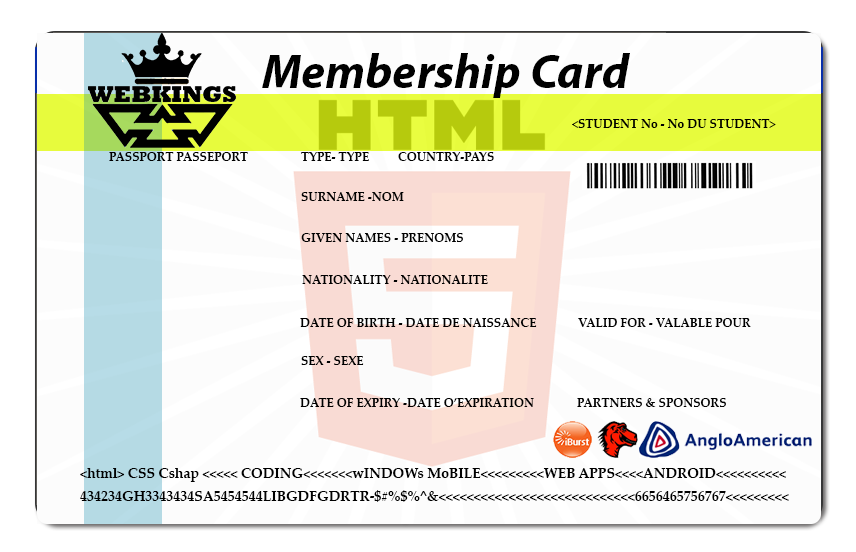 Membership Card
WEBKINGS
HTML
<STUDENT No - No DU STUDENT>
PASSPORT PASSEPORT
TYPE- TYPE COUNTRY-PAYS
SURNAME -NOM
GIVEN NAMES - PRENOMS
NATIONALITY - NATIONALITE
DATE OF BIRTH - DATE DE NAISSANCE VALID FOR - VALABLE POUR
SEX - SEXE
DATE OF EXPIRY -DATE O’EXPIRATION PARTNERS & SPONSORS
iBurst AngloAmerican
<html> CSS Cshap <<<<< CODING<<<<<<<wINDOWs MoBILE<<<<<<<<<WEB APPS<<<<ANDROID<<<<<<<<<<
434234GH3343434SA5454544LIBGDFGDRTR-$#%$%^&<<<<<<<<<<<<<<<<<<<<<<<<<<<<6656465756767<<<<<<<<<